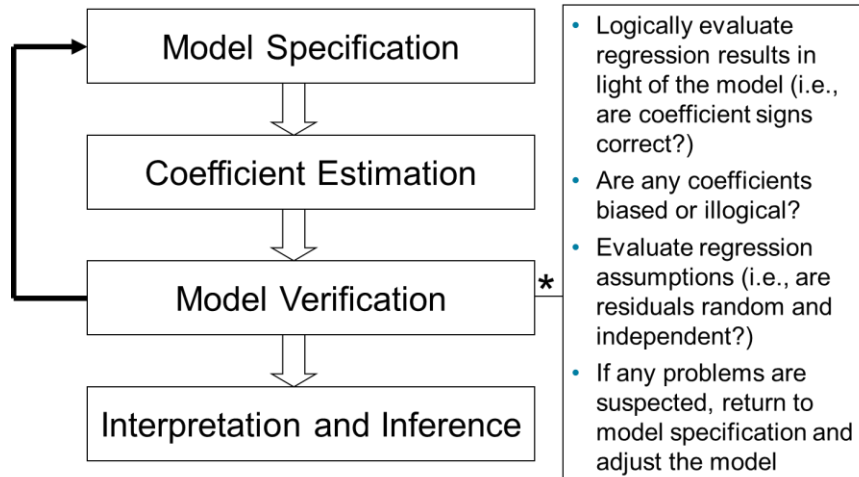 Model Specification
Coefficient Estimation
Model Verification
*
Interpretation and Inference
• Logically evaluate
regression results in
light of the model (i.e.,
are coefficient signs
correct?)
• Are any coefficients
biased or illogical?
• Evaluate regression
assumptions (i.e., are
residuals random and
independent?)
• If any problems are
suspected, return to
model specification and
adjust the model